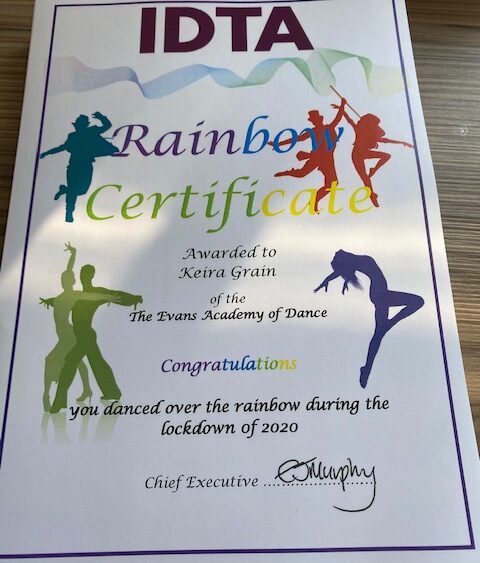 IDTA
Rainbow
Certificate
Awarded to
Keira Grain
of the
The Evans Academy of Dance
Congratulations
you danced over the rainbow during the
lockdown of 2020
Chief Executive ........................
EJMurphy